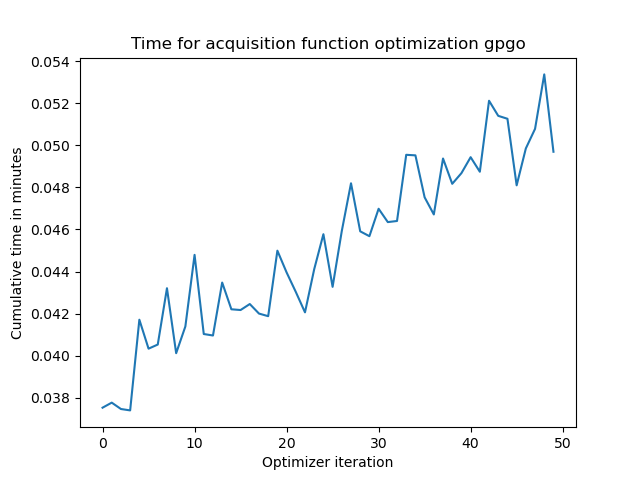 Time for acquisition function optimization gpgo
0.054
0.052
0.050
0.048
0.046
0.044
0.042
0.040
0.038
Cumulative time in minutes
0 10 20 30 40 50
Optimizer iteration